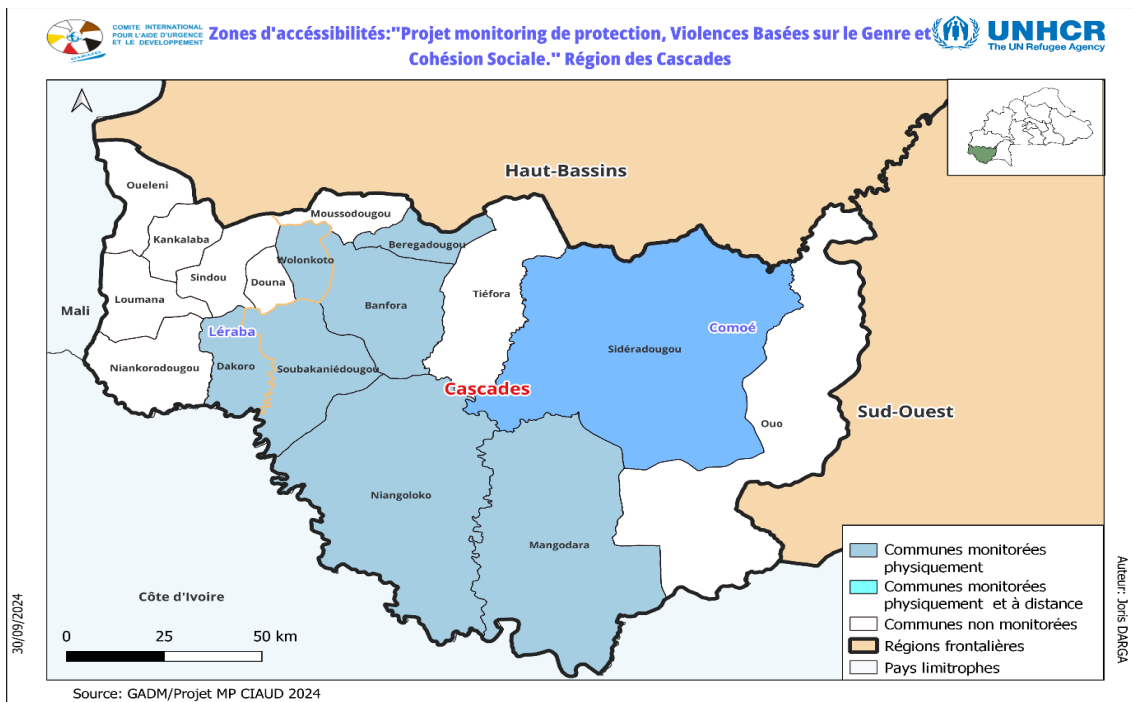 COMITE INTERNATIONAL
POUR L'AIDE D'URGENCE
ET LE DEVELOPPEMENT
CIAUD
Zones d'accéssibilités:"Projet monitoring de protection, Violences Basées sur le Genre et
Cohésion Sociale." Région des Cascades
UNHCR
The UN Refugee Agency
Haut-Bassins
Oueleni
Moussodougou
Kankalaba
Beregadougou
Wolonkoto
Sindou
Douna
Tiéfora
Loumana
Banfora
Mali
Léraba
Comoé
Sidéradougou
Niankorodougou
Dakoro
Soubakaniédougou
Cascades
Sud-Ouest
Ouo
Niangoloko
Mangodara
Côte d'Ivoire
0 25 50 km
Communes monitorées
physiquement
Communes monitorées
physiquement et à distance
Communes non monitorées
Régions frontalières
Pays limitrophes
30/09/2024
Auteur: Joris DARGA
Source: GADM/Projet MP CIAUD 2024